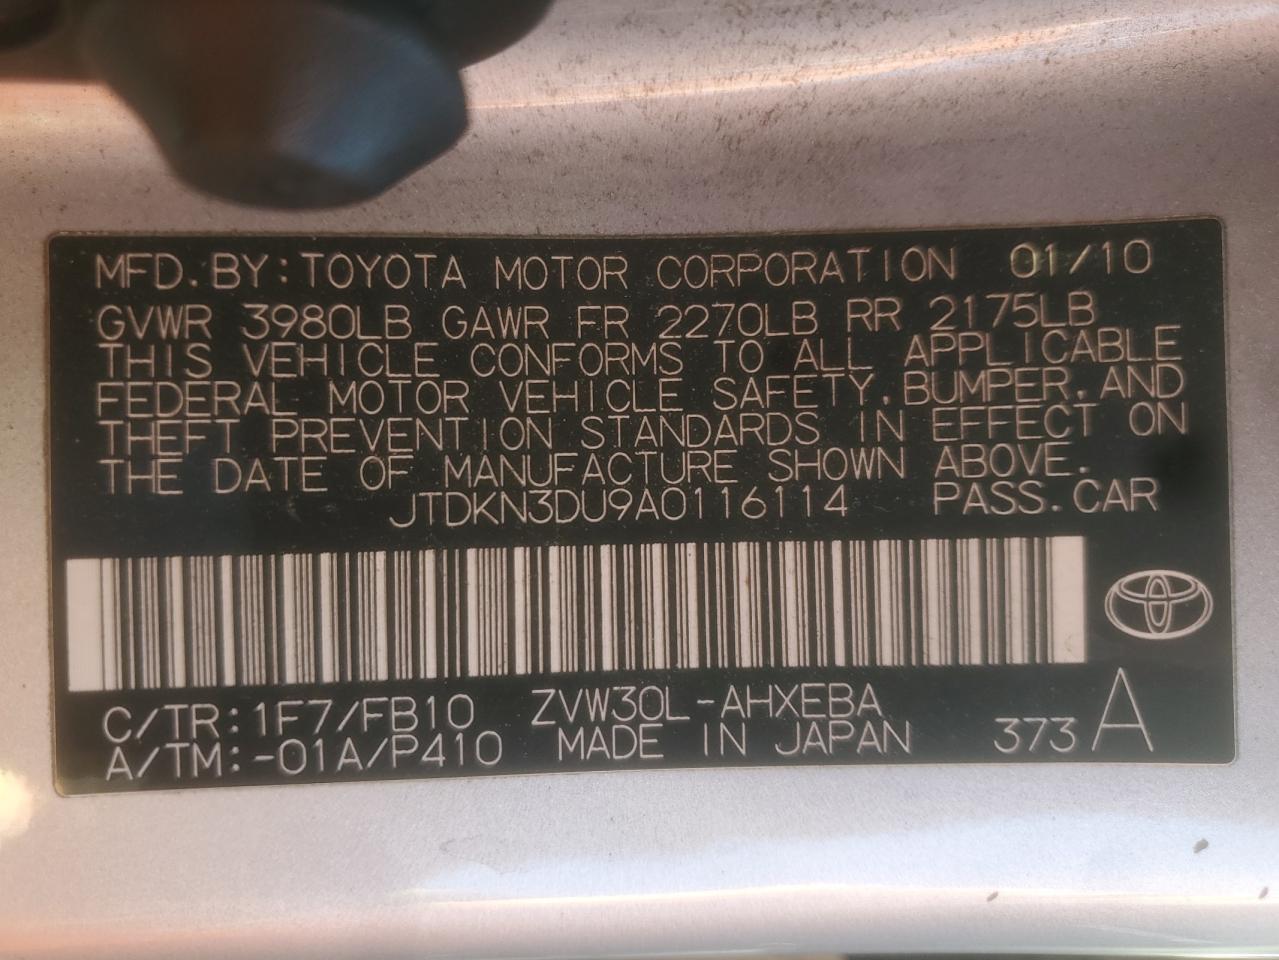 MFD. BY: TOYOTA MOTOR CORPORATION 01/10
GVWR 3980LB GAWR FR 2270LB RR 2175LB
THIS VEHICLE CONFORMS TO ALL APPLICABLE
FEDERAL MOTOR VEHICLE SAFETY, BUMPER, AND
THEFT PREVENTION STANDARDS IN EFFECT ON
THE DATE OF MANUFACTURE SHOWN ABOVE.
JTDKN3DU9A0116114 PASS. CAR
C/TR: 1F7/FB10 ZVW30L-AHXEBA
A/TM: -01A/P410 MADE IN JAPAN 373 A